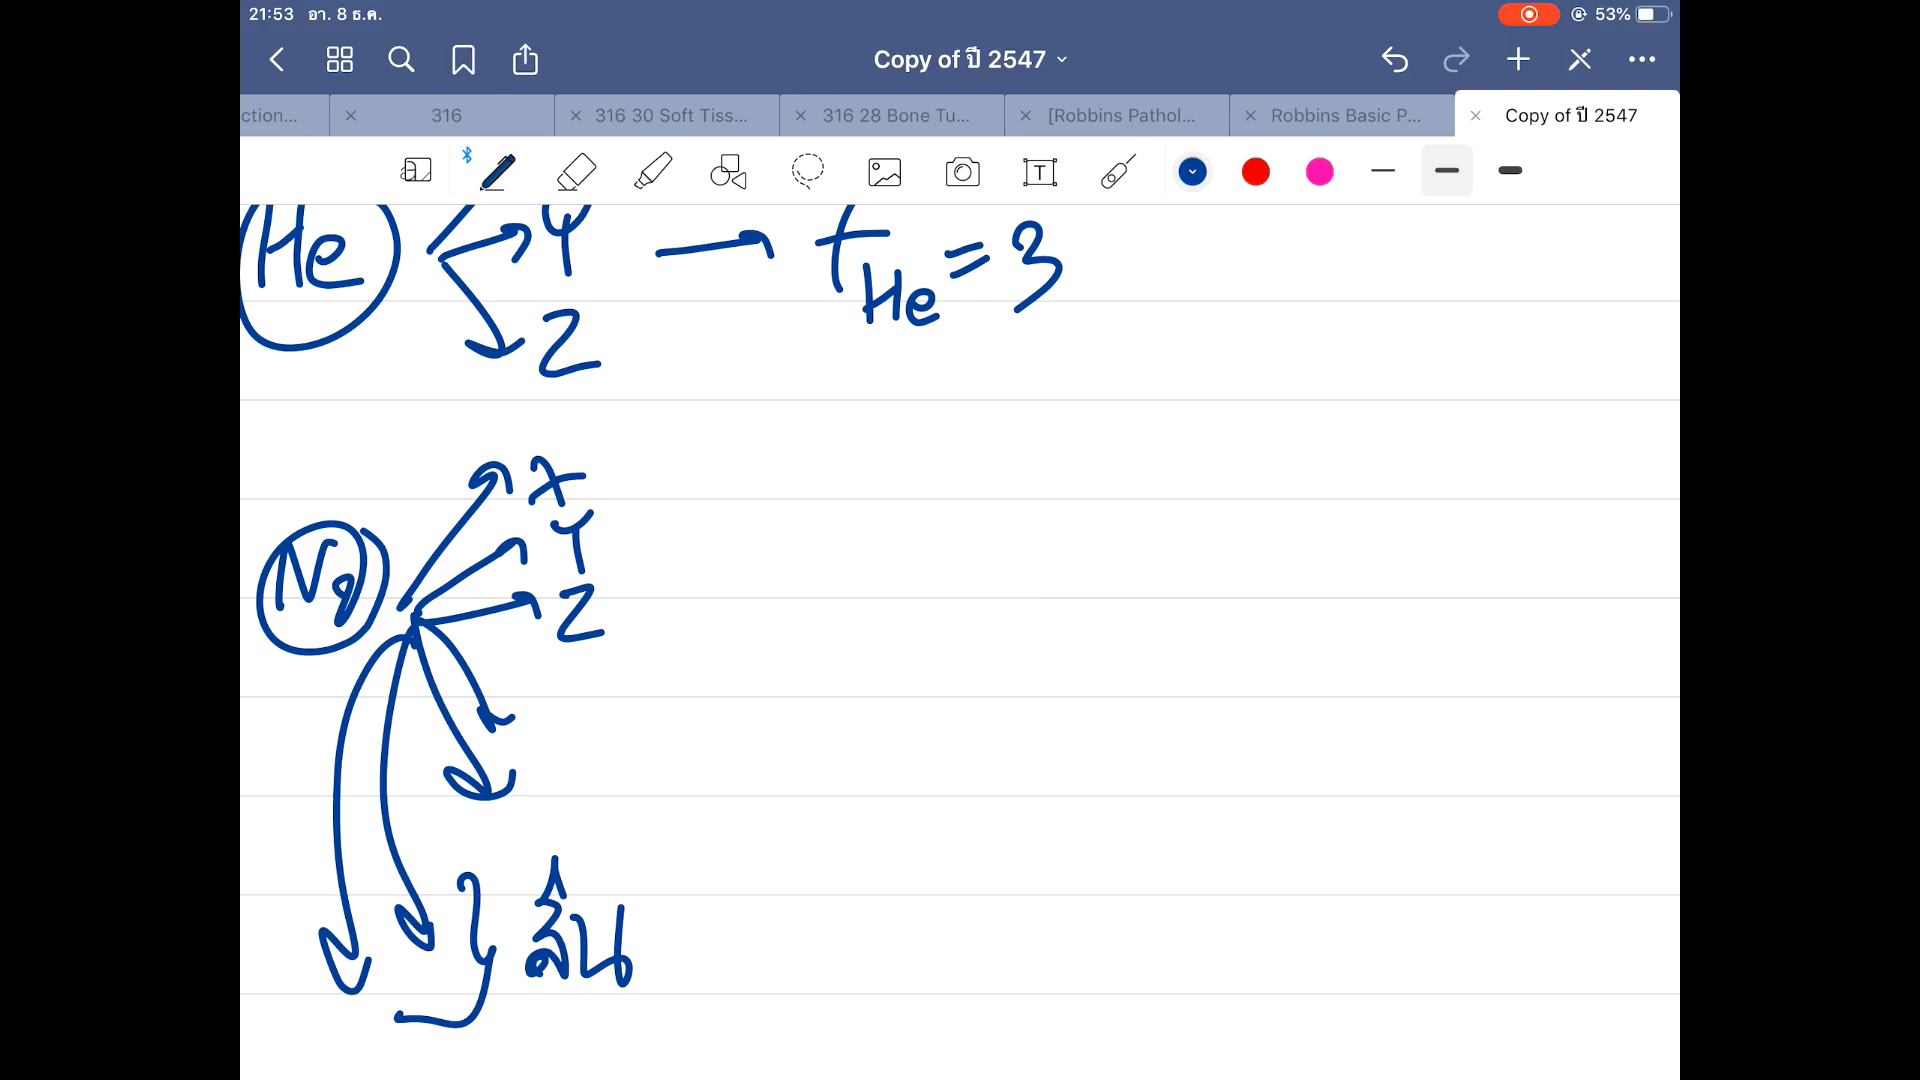 21:53 อา. 8 ธ.ค. 53%
Copy of ปี 2547
ction... 316 316 30 Soft Tiss... 316 28 Bone Tu... [Robbins Pathol... Robbins Basic P... Copy of ปี 2547
T
He Y → f He = 3
Z
X
Y
Z
สั่น